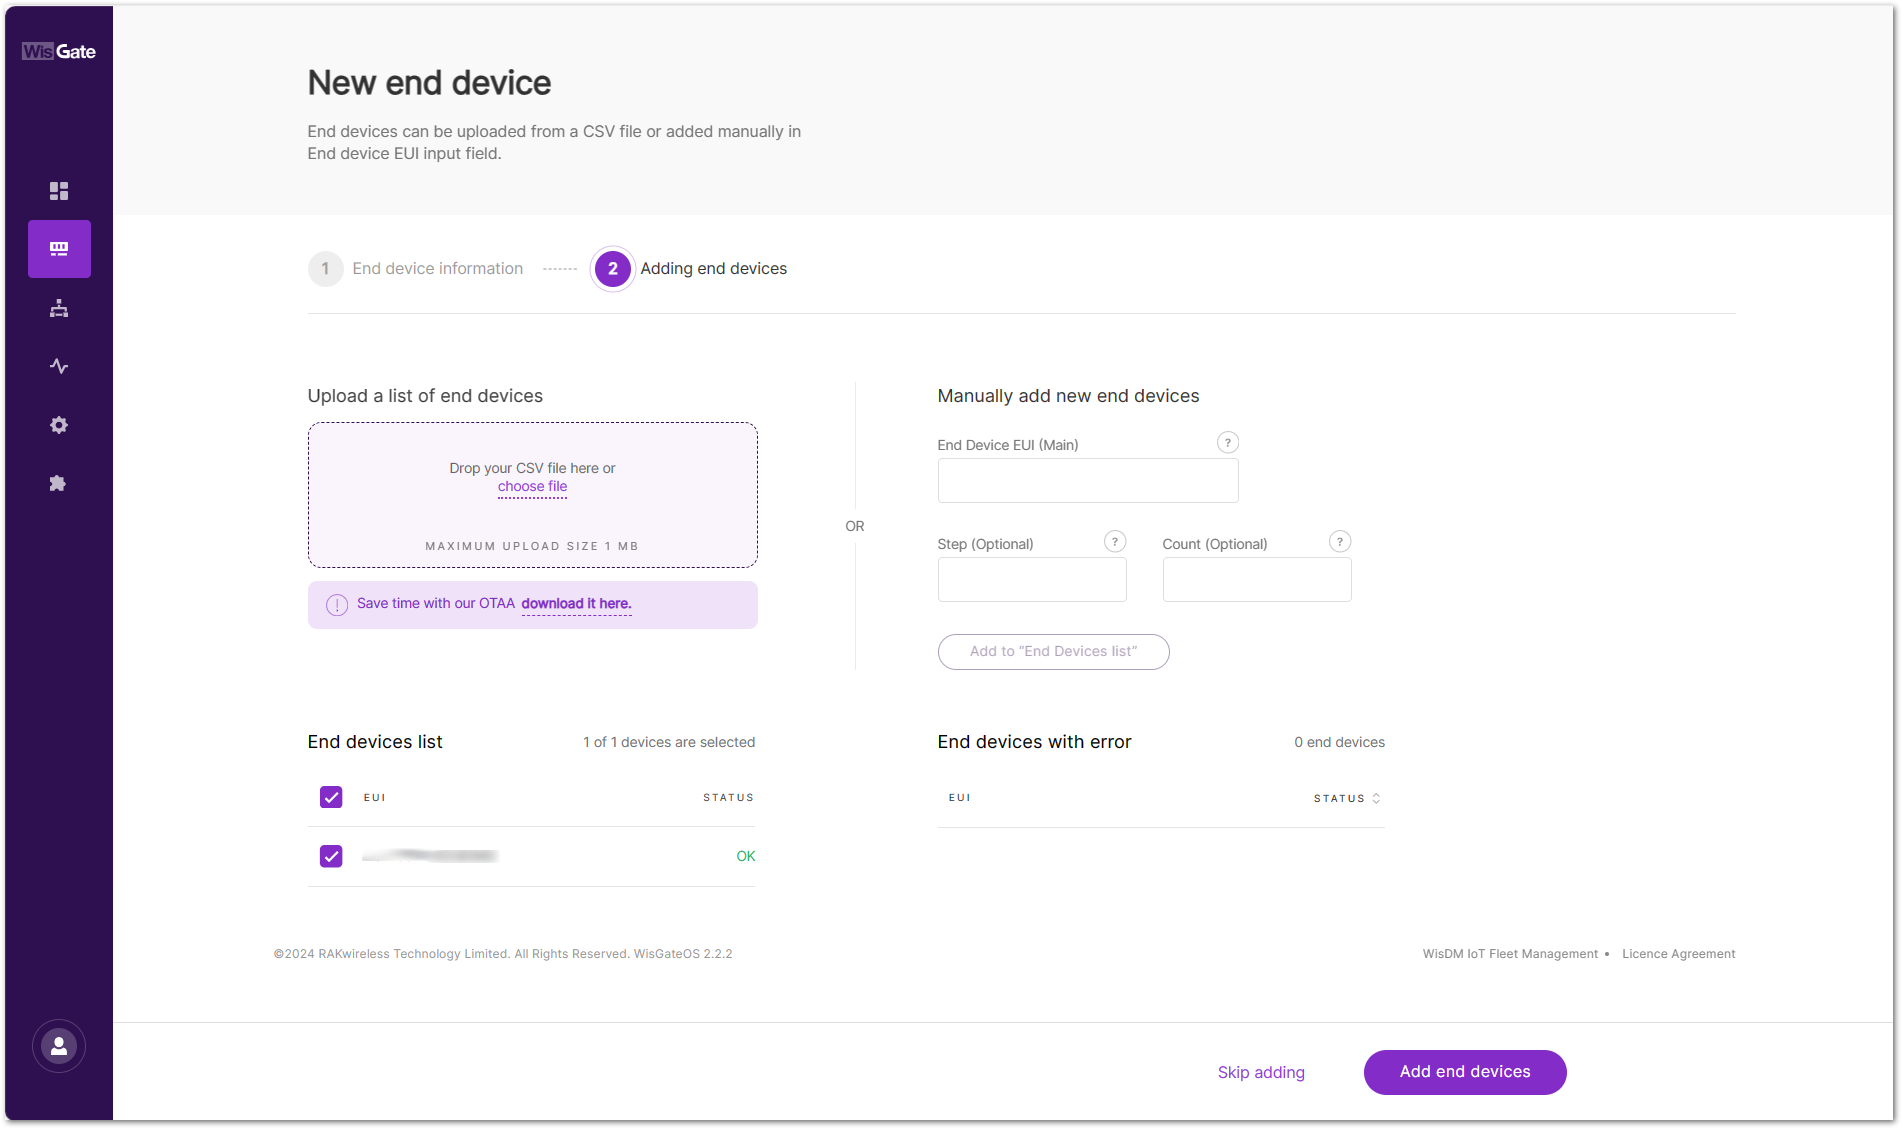 WisGate
New end device
End devices can be uploaded from a CSV file or added manually in
End device EUI input field.
1 End device information
2 Adding end devices
Upload a list of end devices
Drop your CSV file here or
choose file
MAXIMUM UPLOAD SIZE 1 MB
! Save time with our OTAA download it here.
OR
Manually add new end devices
End Device EUI (Main) ?
Step (Optional) ?
Count (Optional) ?
Add to “End Devices list”
End devices list
1 of 1 devices are selected
EUI STATUS
OK
End devices with error
0 end devices
EUI STATUS
©2024 RAKwireless Technology Limited. All Rights Reserved. WisGateOS 2.2.2
WisDM IoT Fleet Management • Licence Agreement
Skip adding
Add end devices